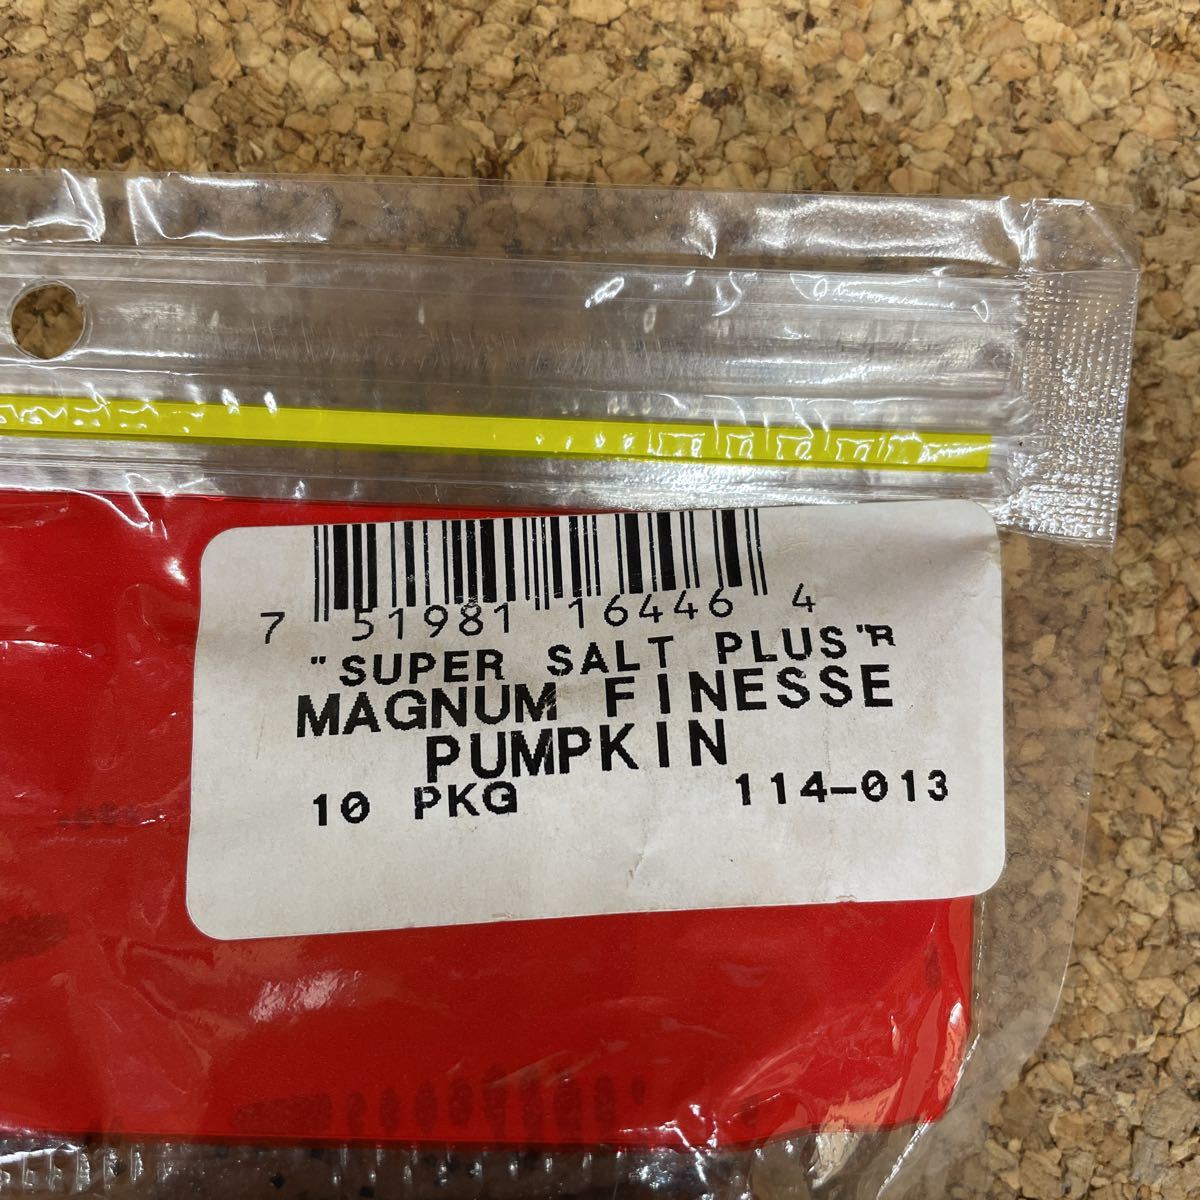 7 51981 16446 4
"SUPER SALT PLUS"R
MAGNUM FINESSE
PUMPKIN
10 PKG 114-013